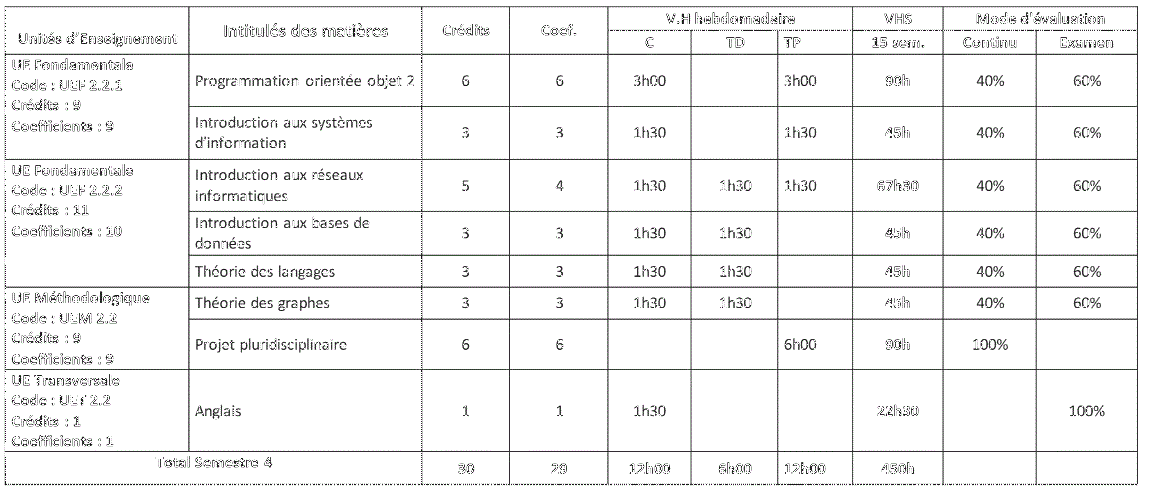 Unités d'Enseignement Intitulés des matières Crédits Coef. V.H hebdomadaire VHS Mode d'évaluation
C TD TP 15 sem. Continu Examen
UE Fondamentale
Code : UEF 2.2.1
Crédits : 9
Coefficients : 9
Programmation orientée objet 2 6 6 3h00 3h00 90h 40% 60%
Introduction aux systèmes
d'information 3 3 1h30 1h30 45h 40% 60%
UE Fondamentale
Code : UEF 2.2.2
Crédits : 11
Coefficients : 10
Introduction aux réseaux
informatiques 5 4 1h30 1h30 1h30 67h30 40% 60%
Introduction aux bases de
données 3 3 1h30 1h30 45h 40% 60%
Théorie des langages 3 3 1h30 1h30 45h 40% 60%
UE Méthodologique
Code : UEM 2.2
Crédits : 9
Coefficients : 9
Théorie des graphes 3 3 1h30 1h30 45h 40% 60%
Projet pluridisciplinaire 6 6 6h00 90h 100%
UE Transversale
Code : UET 2.2
Crédits : 1
Coefficients : 1
Anglais 1 1 1h30 22h30 100%
Total Semestre 4 30 29 12h00 6h00 12h00 450h